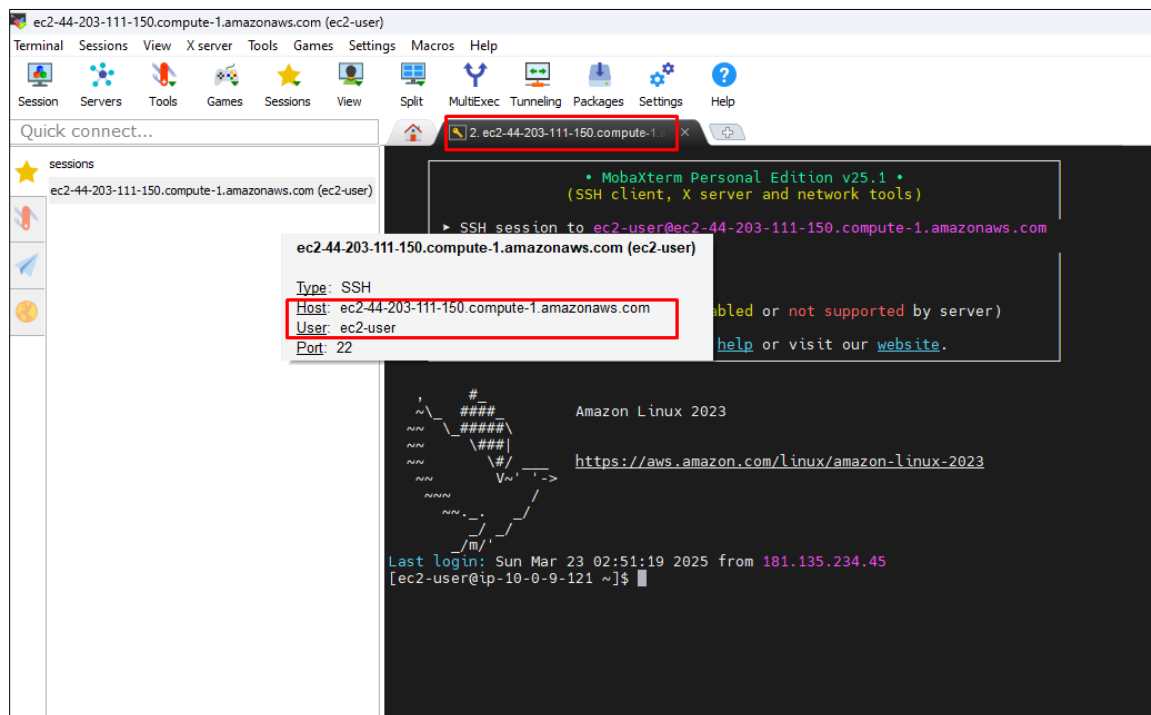 ec2-44-203-111-150.compute-1.amazonaws.com (ec2-user)
Terminal Sessions View X server Tools Games Settings Macros Help
Session Servers Tools Games Sessions View Split MultiExec Tunneling Packages Settings Help
Quick connect...
2. ec2-44-203-111-150.compute-1.a
sessions
ec2-44-203-111-150.compute-1.amazonaws.com (ec2-user)
• MobaXterm Personal Edition v25.1 •
(SSH client, X server and network tools)
► SSH session to ec2-user@ec2-44-203-111-150.compute-1.amazonaws.com
ec2-44-203-111-150.compute-1.amazonaws.com (ec2-user)
Type: SSH
Host: ec2-44-203-111-150.compute-1.amazonaws.com
User: ec2-user
Port: 22
abled or not supported by server)
help or visit our website.
,     #_
~\_  ####_        Amazon Linux 2023
~~  \_#####\
~~     \###|
~~       \#/ ___   https://aws.amazon.com/linux/amazon-linux-2023
~~       V~' '->
~~~         /
~~._.   _/
_/ _/
_/m/'
Last login: Sun Mar 23 02:51:19 2025 from 181.135.234.45
[ec2-user@ip-10-0-9-121 ~]$